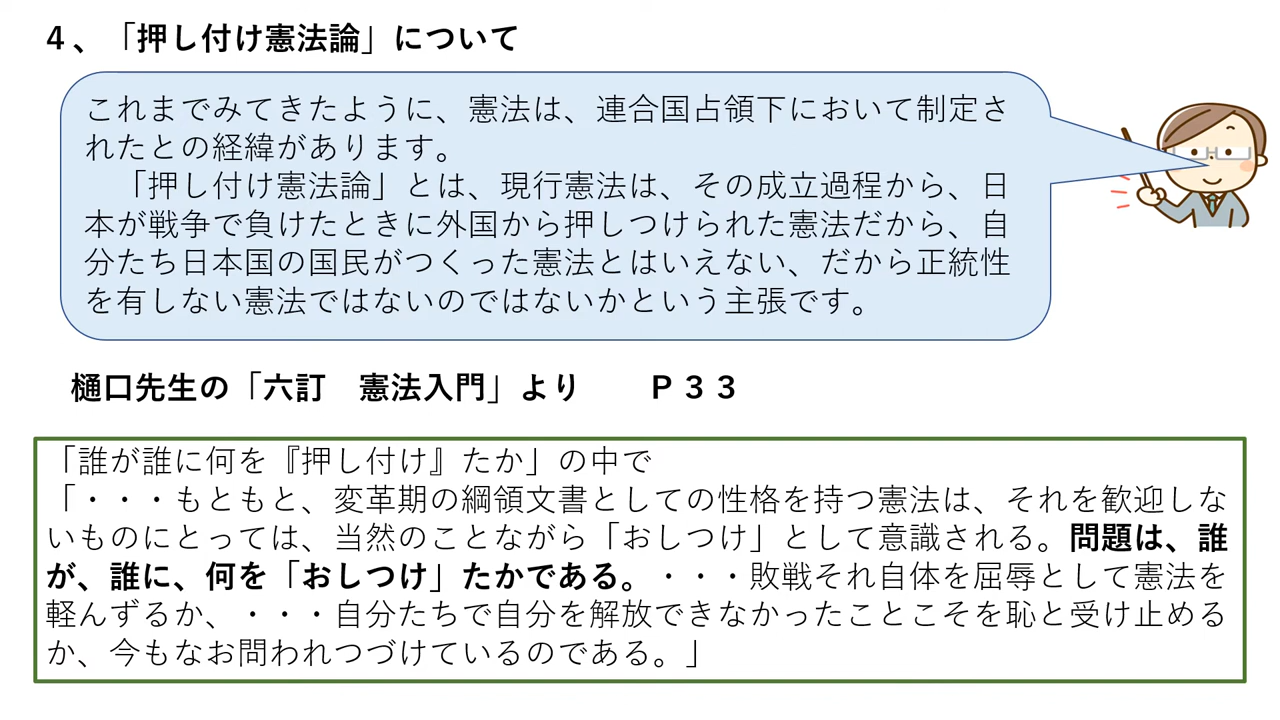 ４、「押し付け憲法論」について
これまでみてきたように、憲法は、連合国占領下において制定さ
れたとの経緯があります。
　「押し付け憲法論」とは、現行憲法は、その成立過程から、日
本が戦争で負けたときに外国から押しつけられた憲法だから、自
分たち日本国の国民がつくった憲法とはいえない、だから正統性
を有しない憲法ではないのではないかという主張です。
樋口先生の「六訂　憲法入門」より　　Ｐ３３
「誰が誰に何を『押し付け』たか」の中で
「・・・もともと、変革期の綱領文書としての性格を持つ憲法は、それを歓迎しな
いものにとっては、当然のことながら「おしつけ」として意識される。問題は、誰
が、誰に、何を「おしつけ」たかである。・・・敗戦それ自体を屈辱として憲法を
軽んずるか、・・・自分たちで自分を解放できなかったことこそを恥と受け止める
か、今もなお問われつづけているのである。」